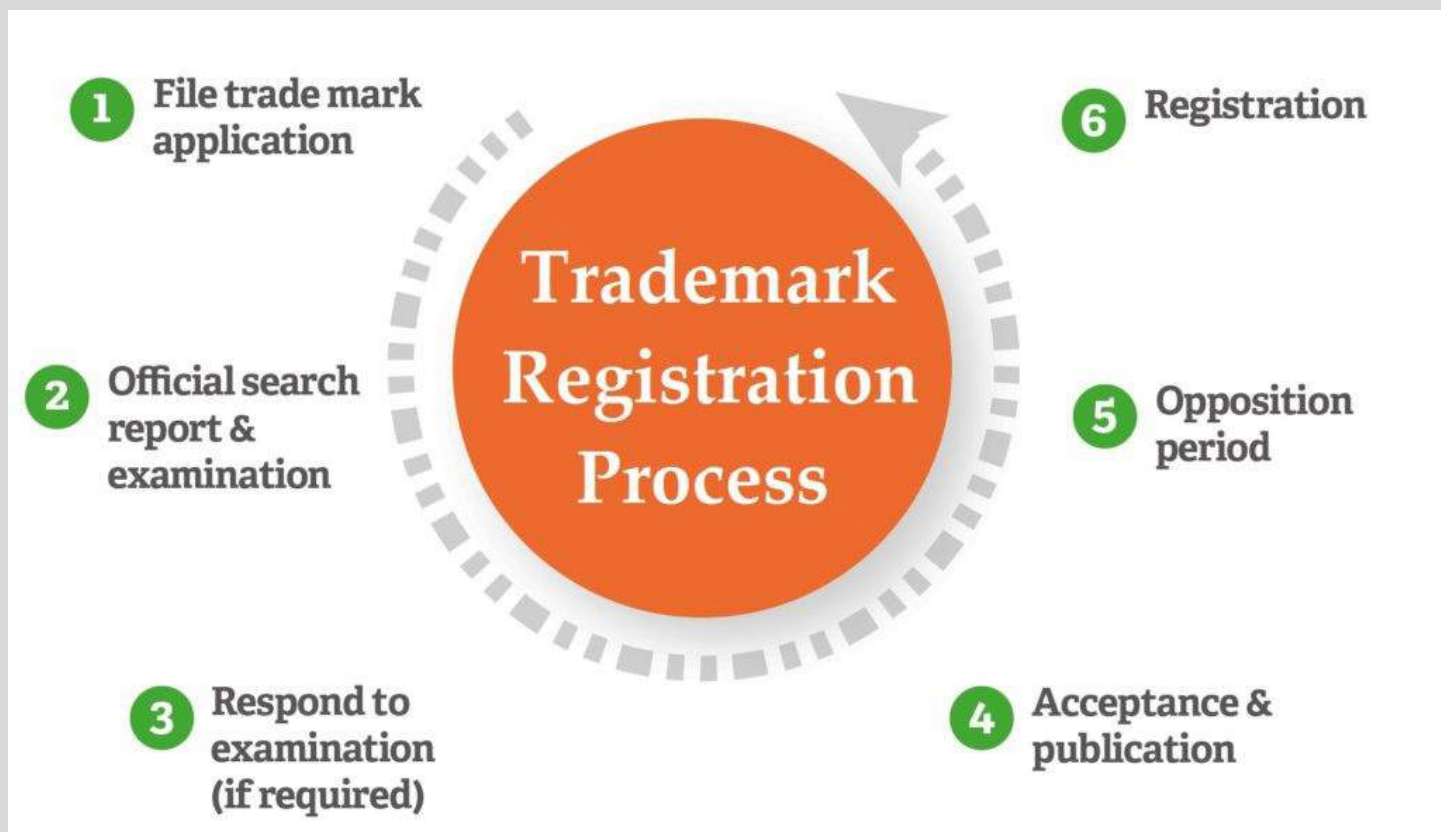 1 File trade mark
application
2 Official search
report &
examination
3 Respond to
examination
(if required)
Trademark
Registration
Process
4 Acceptance &
publication
5 Opposition
period
6 Registration